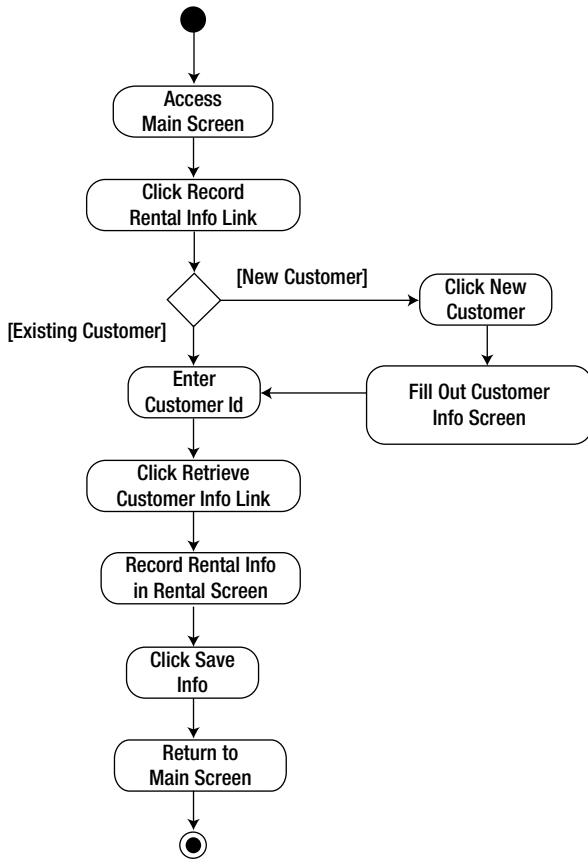 Access
Main Screen
Click Record
Rental Info Link
[New Customer]
Click New
Customer
[Existing Customer]
Enter
Customer Id
Fill Out Customer
Info Screen
Click Retrieve
Customer Info Link
Record Rental Info
in Rental Screen
Click Save
Info
Return to
Main Screen